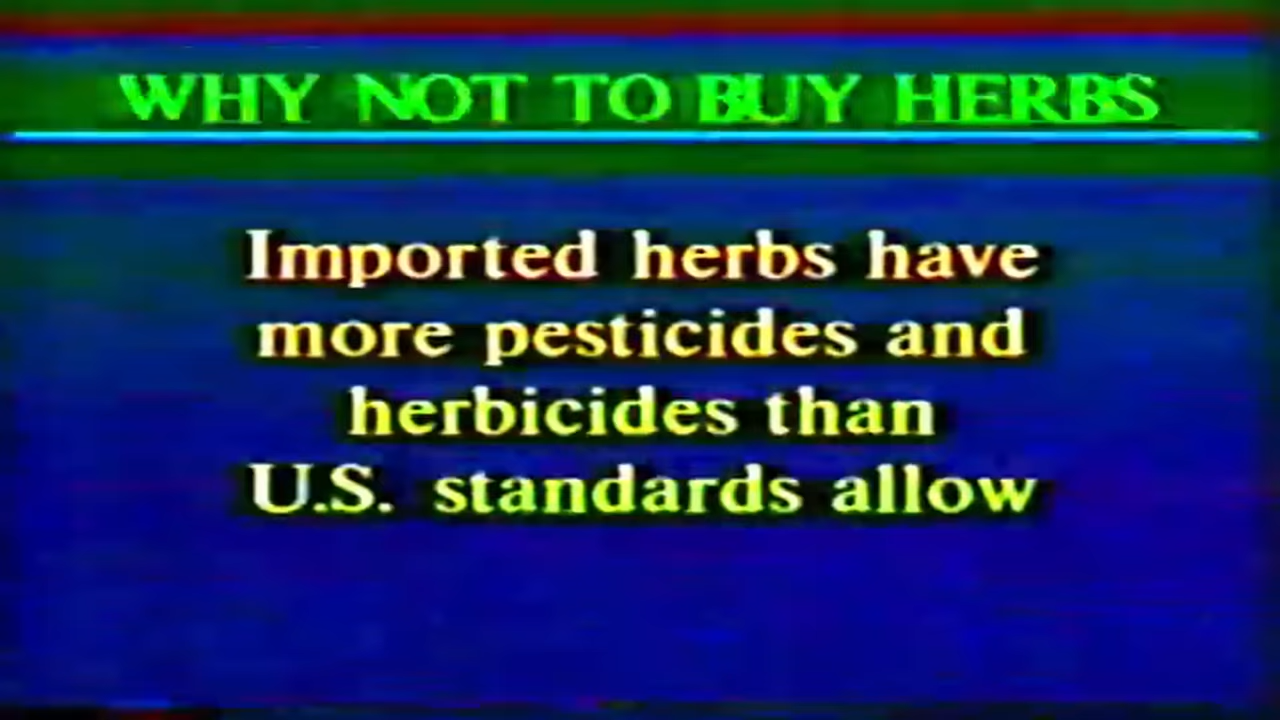 WHY NOT TO BUY HERBS
Imported herbs have
more pesticides and
herbicides than
U.S. standards allow